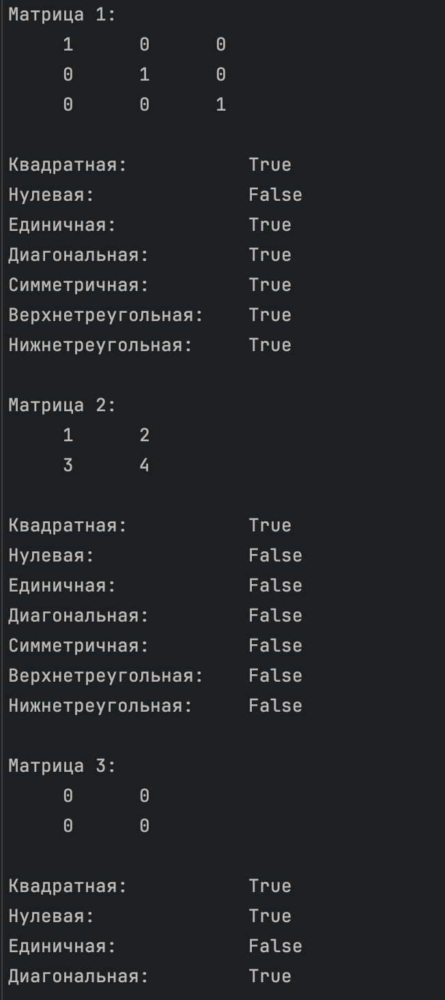 Матрица 1:
1 0 0
0 1 0
0 0 1
Квадратная: True
Нулевая: False
Единичная: True
Диагональная: True
Симметричная: True
Верхнетреугольная: True
Нижнетреугольная: True
Матрица 2:
1 2
3 4
Квадратная: True
Нулевая: False
Единичная: False
Диагональная: False
Симметричная: False
Верхнетреугольная: False
Нижнетреугольная: False
Матрица 3:
0 0
0 0
Квадратная: True
Нулевая: True
Единичная: False
Диагональная: True